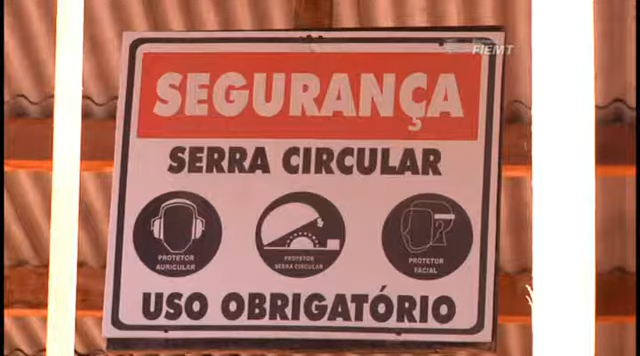 FIEMT
SEGURANÇA
SERRA CIRCULAR
PROTETOR
AURICULAR
PROTETOR
SERRA CIRCULAR
PROTETOR
FACIAL
USO OBRIGATÓRIO